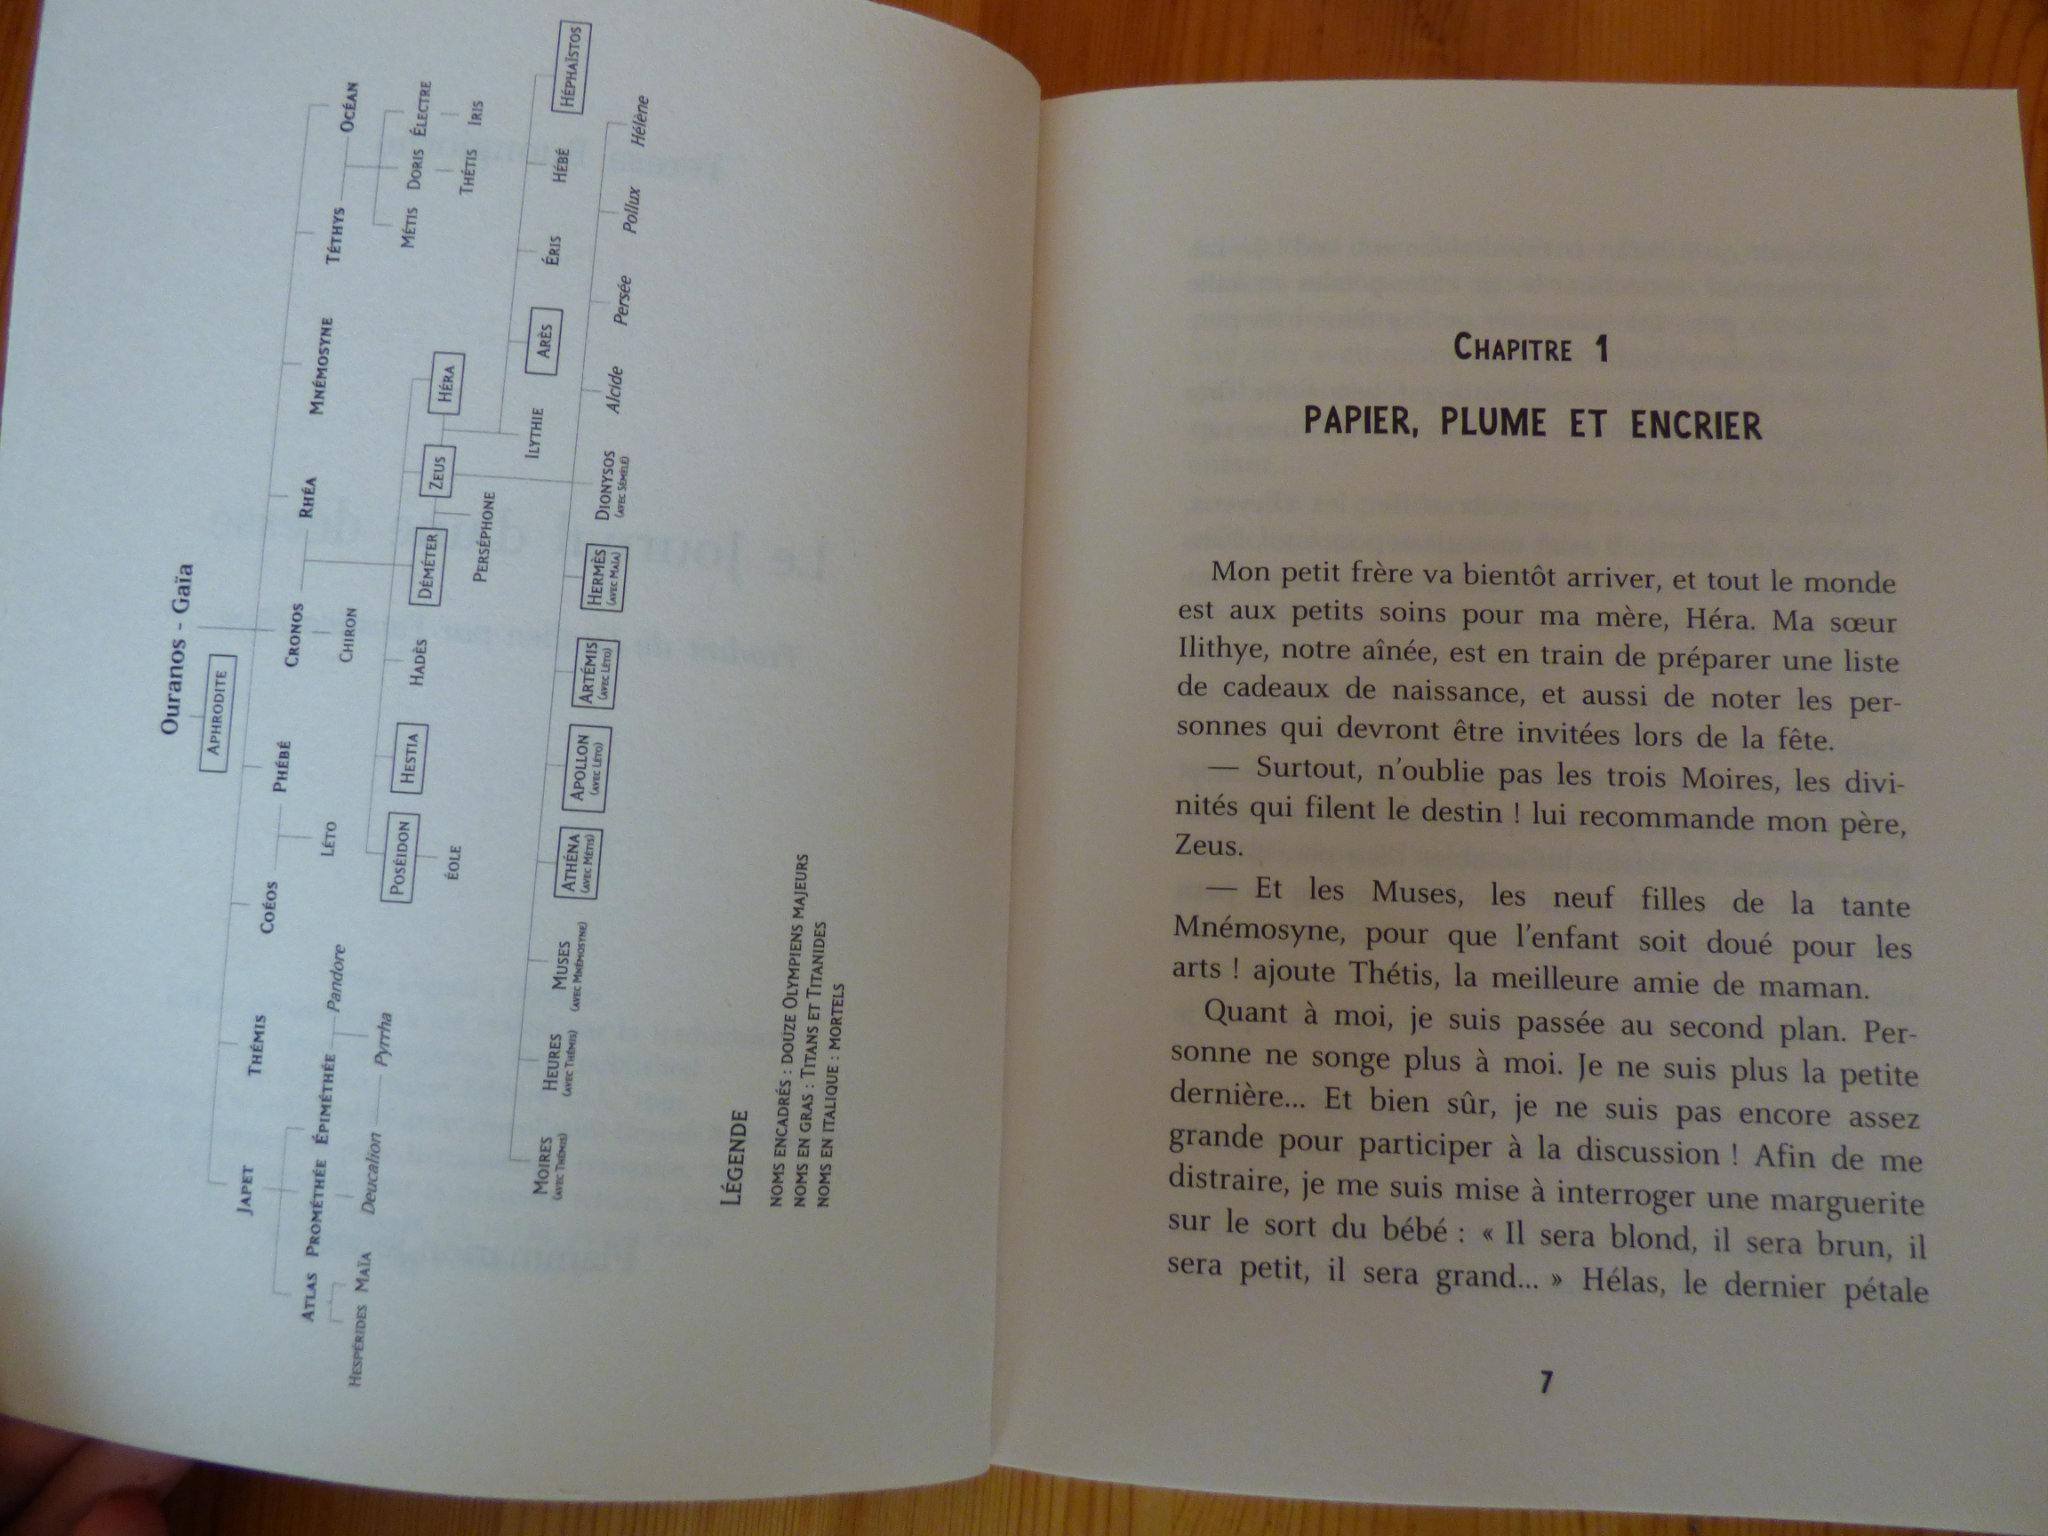 Ouranos - Gaïa
APHRODITE
JAPET
THÉMIS
COÉOS
PHÉBÉ
CRONOS
RHÉA
MNÉMOSYNE
TÉTHYS
OCÉAN
ATLAS
PROMÉTHÉE
ÉPIMÉTHÉE
Pandore
LÉTO
CHIRON
MÉTIS
DORIS
ÉLECTRE
HESPÉRIDES
MAÏA
Deucalion
Pyrrha
THÉTIS
IRIS
POSÉIDON
HESTIA
HADÈS
DÉMÉTER
ZEUS
HÉRA
ÉOLE
PERSÉPHONE
ILYTHIE
ARÈS
ÉRIS
HÉBÉ
HÉPHAÏSTOS
MOIRES
(AVEC THÉMIS)
HEURES
(AVEC THÉMIS)
MUSES
(AVEC MNÉMOSYNE)
ATHÉNA
(AVEC MÉTIS)
APOLLON
(AVEC LÉTO)
ARTÉMIS
(AVEC LÉTO)
HERMÈS
(AVEC MAÏA)
DIONYSOS
(AVEC SÉMÉLÉ)
Alcide
Persée
Pollux
Hélène
LÉGENDE
NOMS ENCADRÉS : DOUZE OLYMPIENS MAJEURS
NOMS EN GRAS : TITANS ET TITANIDES
NOMS EN ITALIQUE : MORTELS
CHAPITRE 1
PAPIER, PLUME ET ENCRIER
Mon petit frère va bientôt arriver, et tout le monde
est aux petits soins pour ma mère, Héra. Ma sœur
Ilithye, notre aînée, est en train de préparer une liste
de cadeaux de naissance, et aussi de noter les per-
sonnes qui devront être invitées lors de la fête.
— Surtout, n'oublie pas les trois Moires, les divi-
nités qui filent le destin ! lui recommande mon père,
Zeus.
— Et les Muses, les neuf filles de la tante
Mnémosyne, pour que l'enfant soit doué pour les
arts ! ajoute Thétis, la meilleure amie de maman.
Quant à moi, je suis passée au second plan. Per-
sonne ne songe plus à moi. Je ne suis plus la petite
dernière... Et bien sûr, je ne suis pas encore assez
grande pour participer à la discussion ! Afin de me
distraire, je me suis mise à interroger une marguerite
sur le sort du bébé : « Il sera blond, il sera brun, il
sera petit, il sera grand... » Hélas, le dernier pétale
7